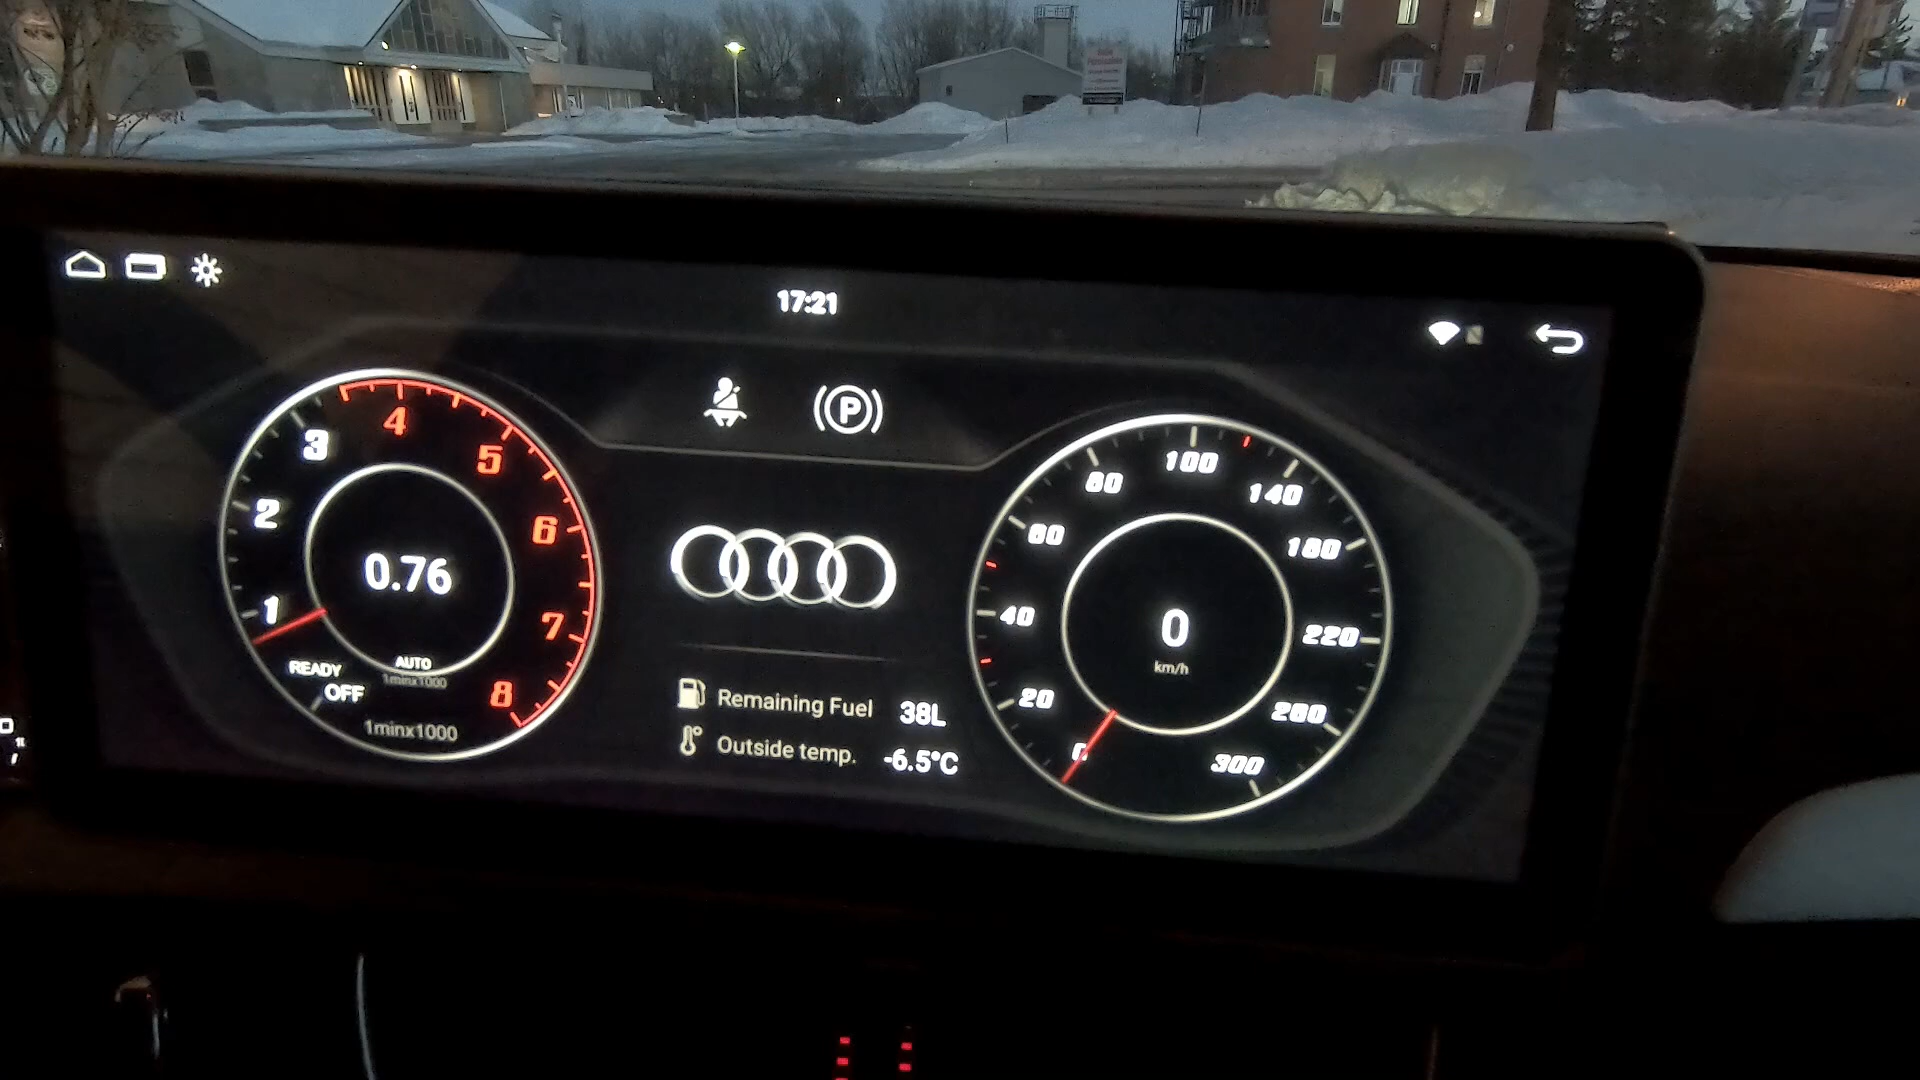 17:21
P
1
2
3
4
5
6
7
8
0.76
READY
OFF
AUTO
1minx1000
1minx1000
Remaining Fuel 38L
Outside temp. -6.5°C
20
40
60
80
100
140
180
220
260
300
0
km/h